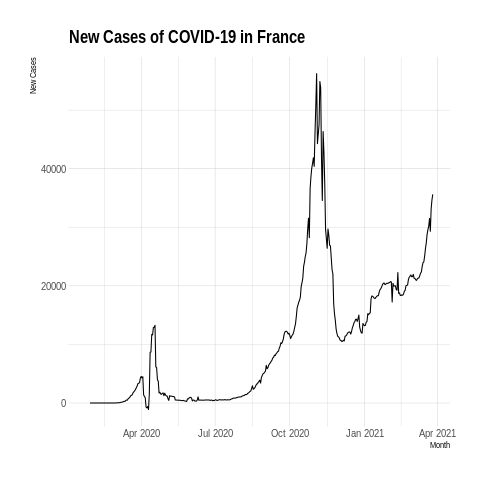 New Cases of COVID-19 in France
New Cases
40000
20000
0
Apr 2020
Jul 2020
Oct 2020
Jan 2021
Apr 2021
Month